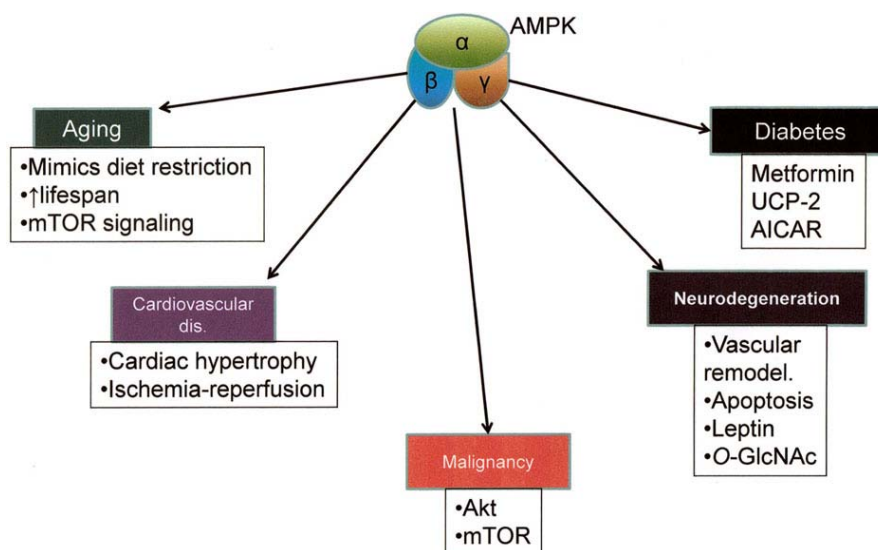 AMPK
α
β
γ
Aging
•Mimics diet restriction
•↑lifespan
•mTOR signaling
Diabetes
Metformin
UCP-2
AICAR
Cardiovascular
dis.
•Cardiac hypertrophy
•Ischemia-reperfusion
Neurodegeneration
•Vascular
remodel.
•Apoptosis
•Leptin
•O-GlcNAc
Malignancy
•Akt
•mTOR